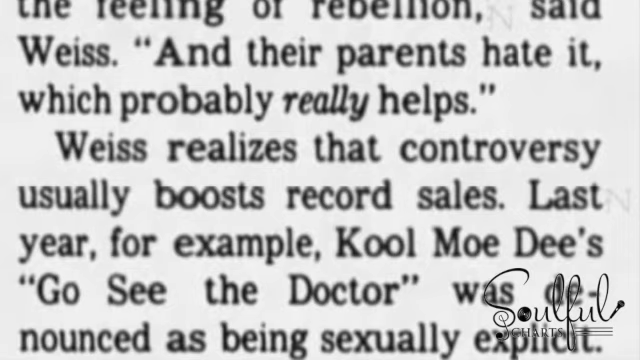 the feeling of rebellion," said
Weiss. "And their parents hate it,
which probably really helps."
Weiss realizes that controversy
usually boosts record sales. Last
year, for example, Kool Moe Dee's
"Go See the Doctor" was de-
nounced as being sexually explicit.
Soulful
CHARTS